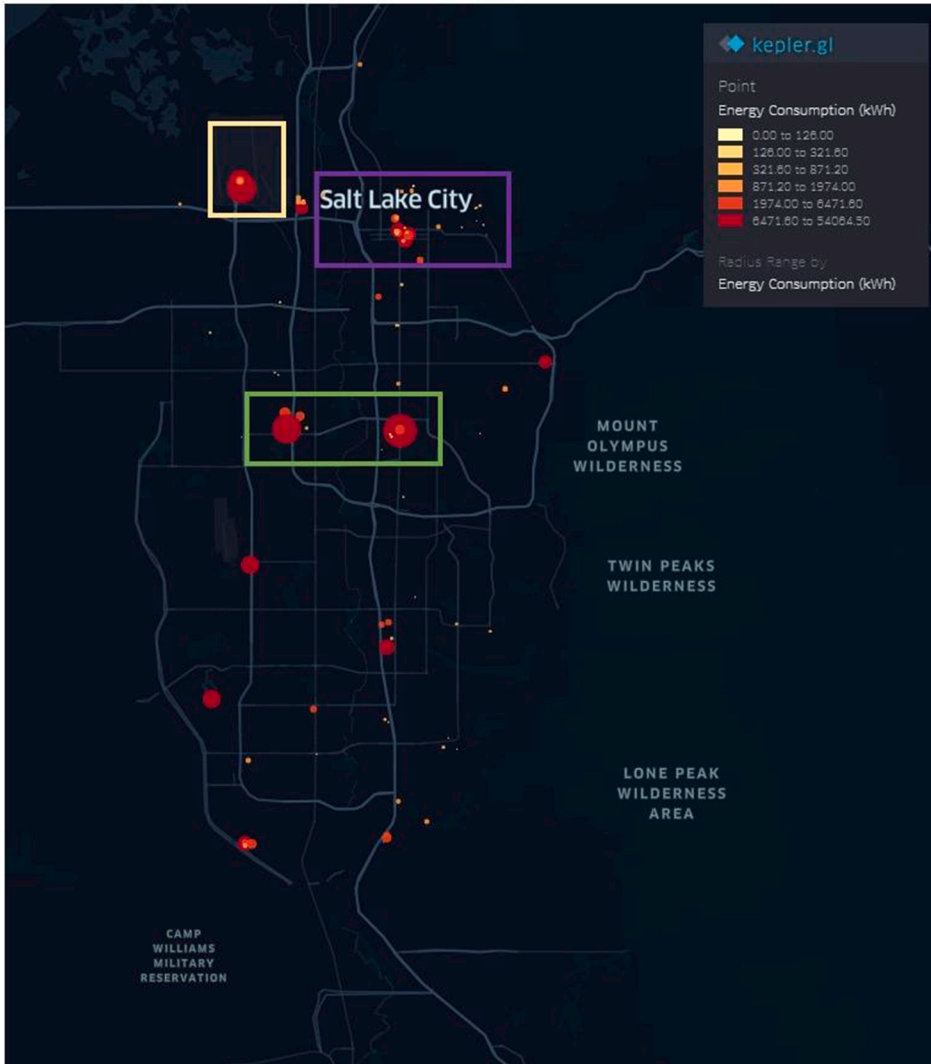 kepler.gl
Point
Energy Consumption (kWh)
0.00 to 126.00
126.00 to 321.60
321.60 to 871.20
871.20 to 1974.00
1974.00 to 6471.60
6471.60 to 54064.50
Radius Range by
Energy Consumption (kWh)
Salt Lake City
MOUNT
OLYMPUS
WILDERNESS
TWIN PEAKS
WILDERNESS
LONE PEAK
WILDERNESS
AREA
CAMP
WILLIAMS
MILITARY
RESERVATION